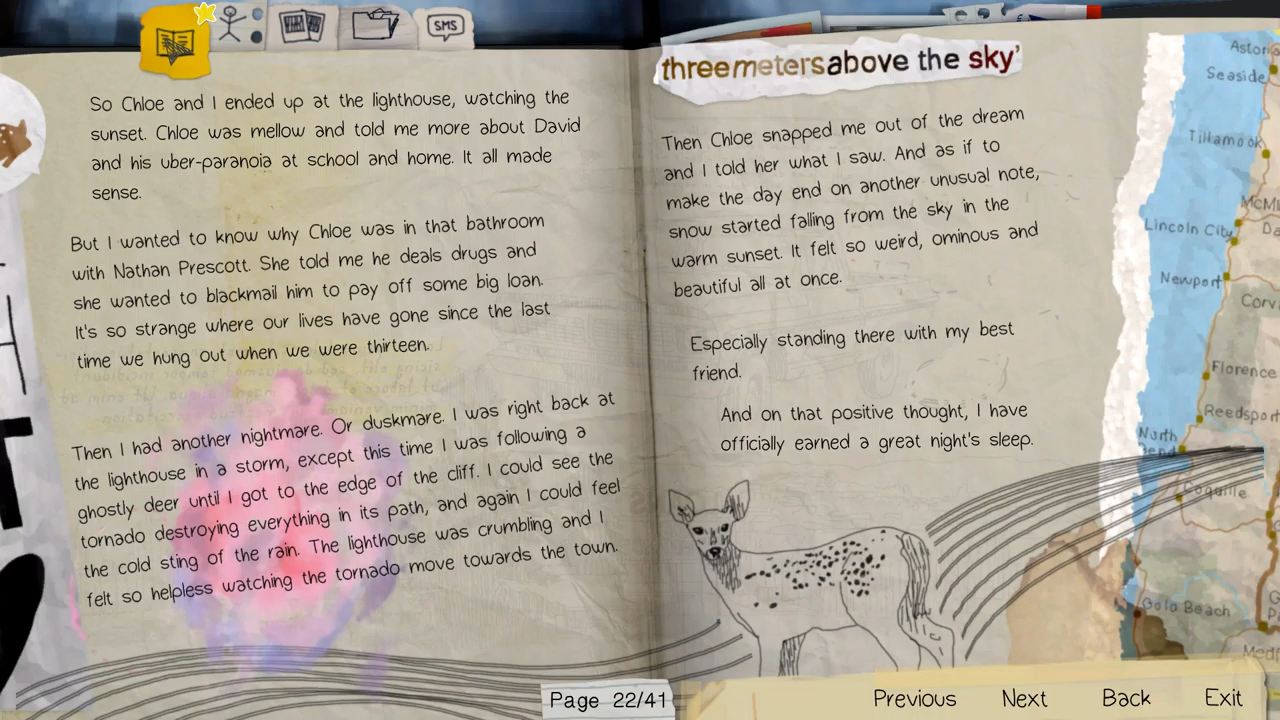 SMS
So Chloe and I ended up at the lighthouse, watching the
sunset. Chloe was mellow and told me more about David
and his uber-paranoia at school and home. It all made
sense.
But I wanted to know why Chloe was in that bathroom
with Nathan Prescott. She told me he deals drugs and
she wanted to blackmail him to pay off some big loan.
It's so strange where our lives have gone since the last
time we hung out when we were thirteen.
Then I had another nightmare. Or duskmare. I was right back at
the lighthouse in a storm, except this time I was following a
ghostly deer until I got to the edge of the cliff. I could see the
tornado destroying everything in its path, and again I could feel
the cold sting of the rain. The lighthouse was crumbling and I
felt so helpless watching the tornado move towards the town.
threemetersabove the sky'
Then Chloe snapped me out of the dream
and I told her what I saw. And as if to
make the day end on another unusual note,
snow started falling from the sky in the
warm sunset. It felt so weird, ominous and
beautiful all at once.
Especially standing there with my best
friend.
And on that positive thought, I have
officially earned a great night's sleep.
Seaside
Tillamook
Lincoln City
Newport
Florence
Reedsport
North
Bend
Coquille
Gold Beach
Page 22/41
Previous
Next
Back
Exit